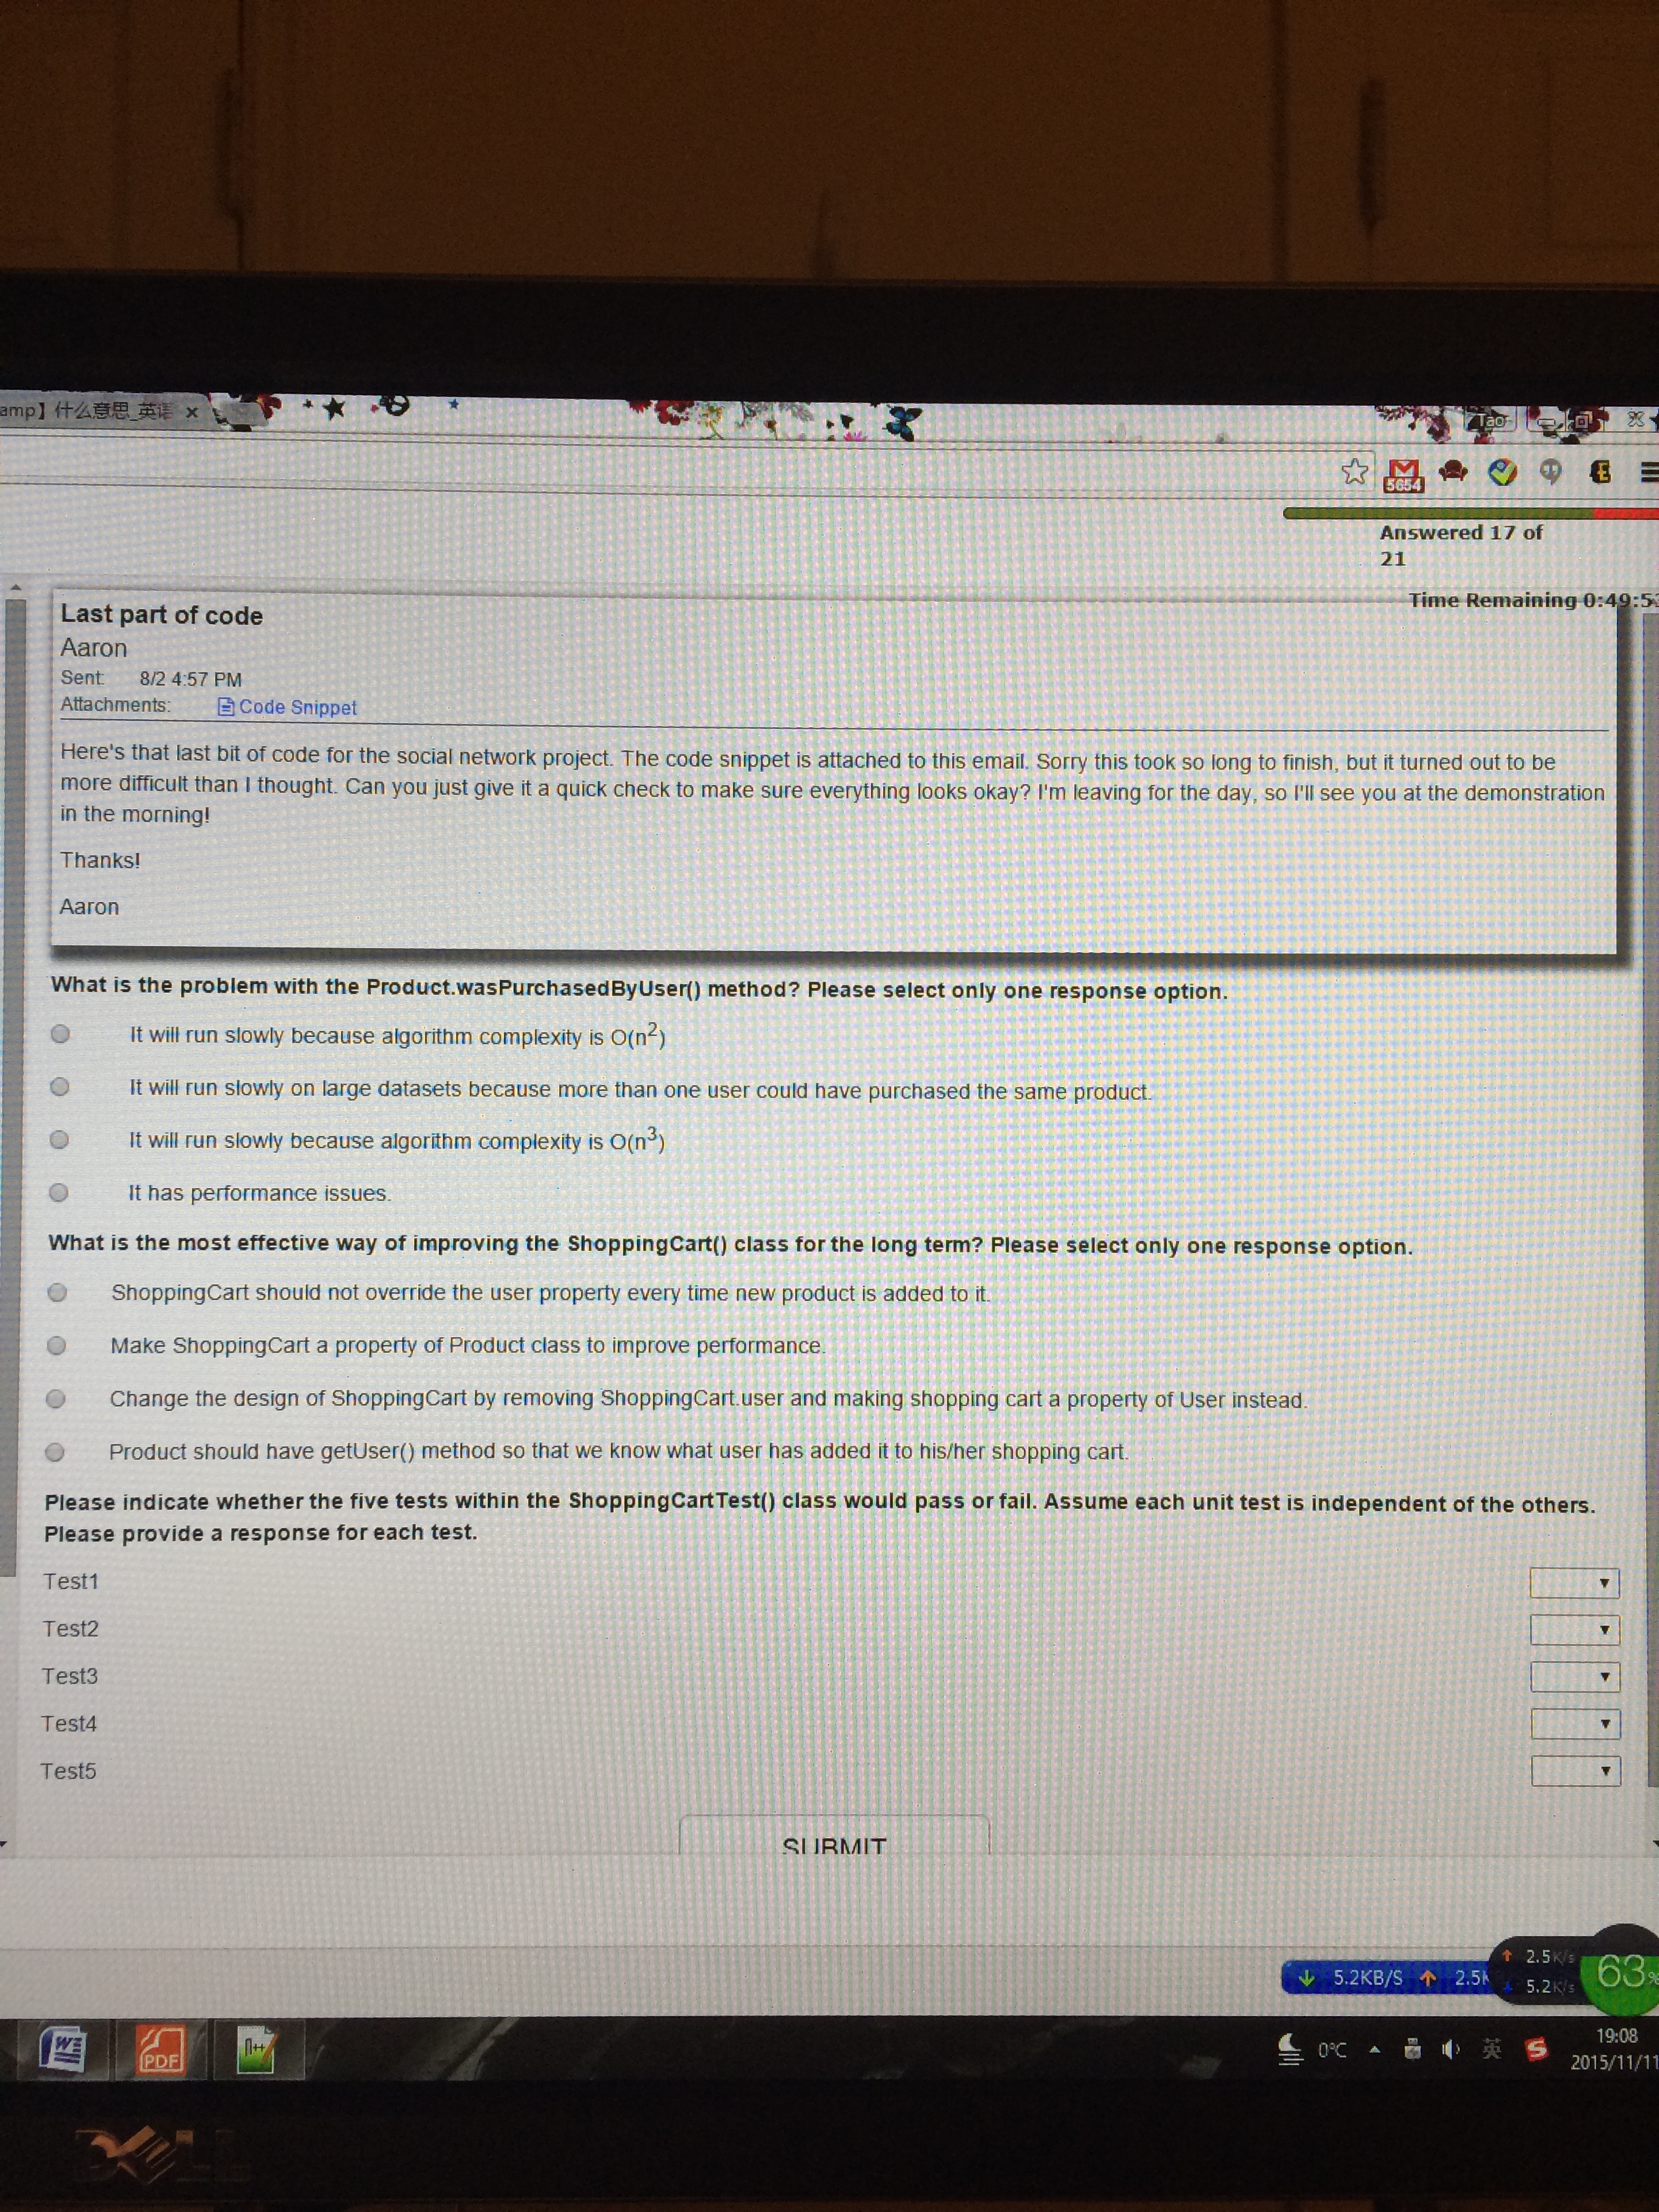 amp】什么意思_英语 x
Tao
5654
Answered 17 of
21
Time Remaining 0:49:53
Last part of code
Aaron
Sent: 8/2 4:57 PM
Attachments: Code Snippet
Here's that last bit of code for the social network project. The code snippet is attached to this email. Sorry this took so long to finish, but it turned out to be
more difficult than I thought. Can you just give it a quick check to make sure everything looks okay? I'm leaving for the day, so I'll see you at the demonstration
in the morning!
Thanks!
Aaron
What is the problem with the Product.wasPurchasedByUser() method? Please select only one response option.
It will run slowly because algorithm complexity is O(n²)
It will run slowly on large datasets because more than one user could have purchased the same product.
It will run slowly because algorithm complexity is O(n³)
It has performance issues.
What is the most effective way of improving the ShoppingCart() class for the long term? Please select only one response option.
ShoppingCart should not override the user property every time new product is added to it.
Make ShoppingCart a property of Product class to improve performance.
Change the design of ShoppingCart by removing ShoppingCart.user and making shopping cart a property of User instead.
Product should have getUser() method so that we know what user has added it to his/her shopping cart.
Please indicate whether the five tests within the ShoppingCartTest() class would pass or fail. Assume each unit test is independent of the others.
Please provide a response for each test.
Test1
Test2
Test3
Test4
Test5
SUBMIT
2.5K/s
5.2KB/S 2.5K
5.2K/s
63%
0°C 英 S 19:08
2015/11/11
PDF
DELL